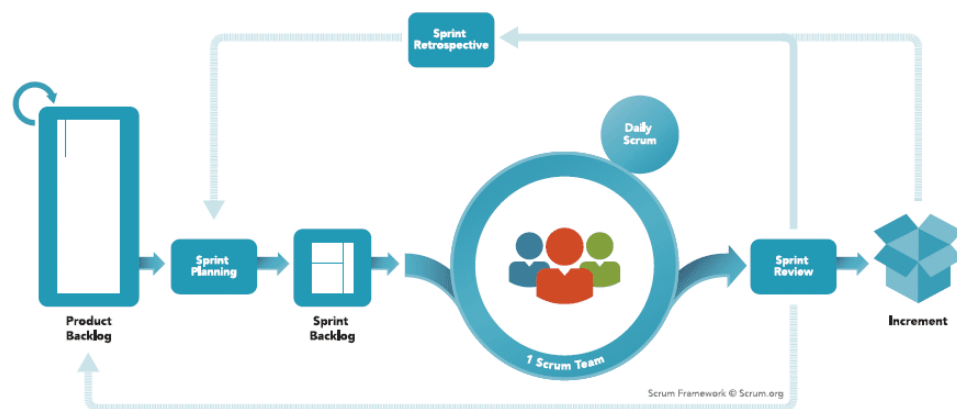 Sprint
Retrospective
Daily
Scrum
Sprint
Planning
Sprint
Review
Product
Backlog
Sprint
Backlog
Increment
1 Scrum Team
Scrum Framework © Scrum.org